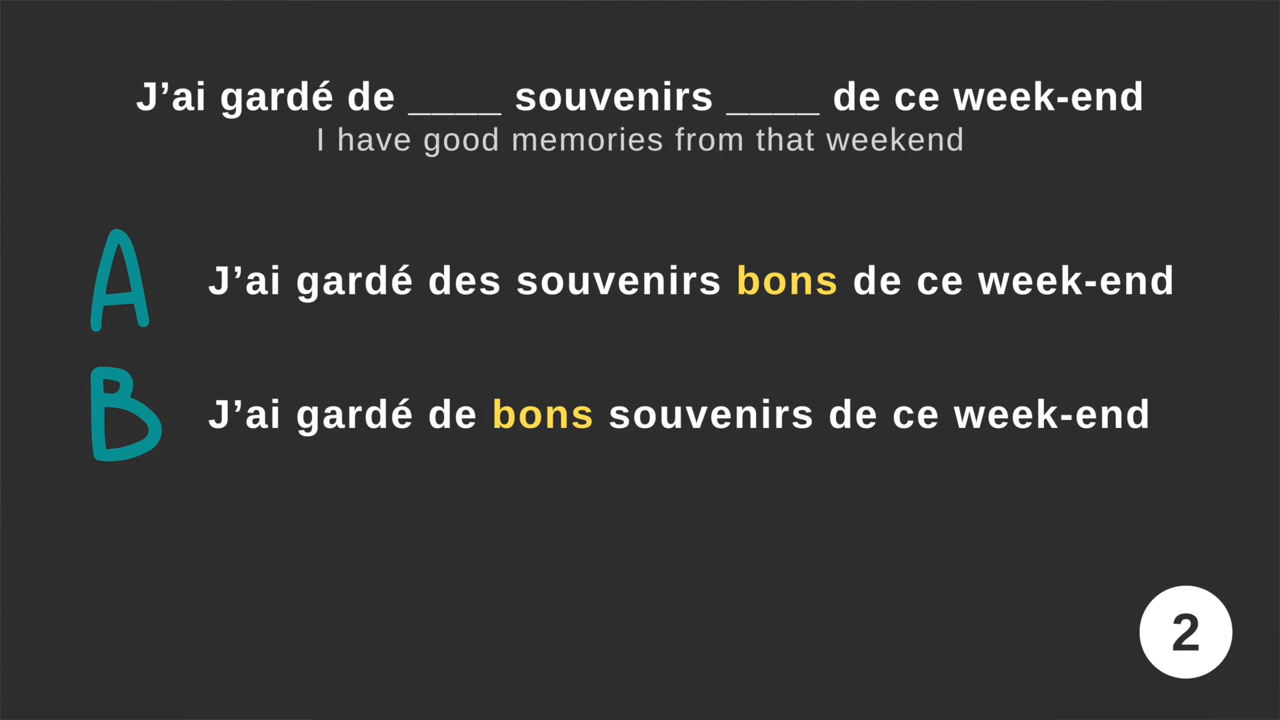 J’ai gardé de ____ souvenirs ____ de ce week-end
I have good memories from that weekend
A
J’ai gardé des souvenirs bons de ce week-end
B
J’ai gardé de bons souvenirs de ce week-end
2